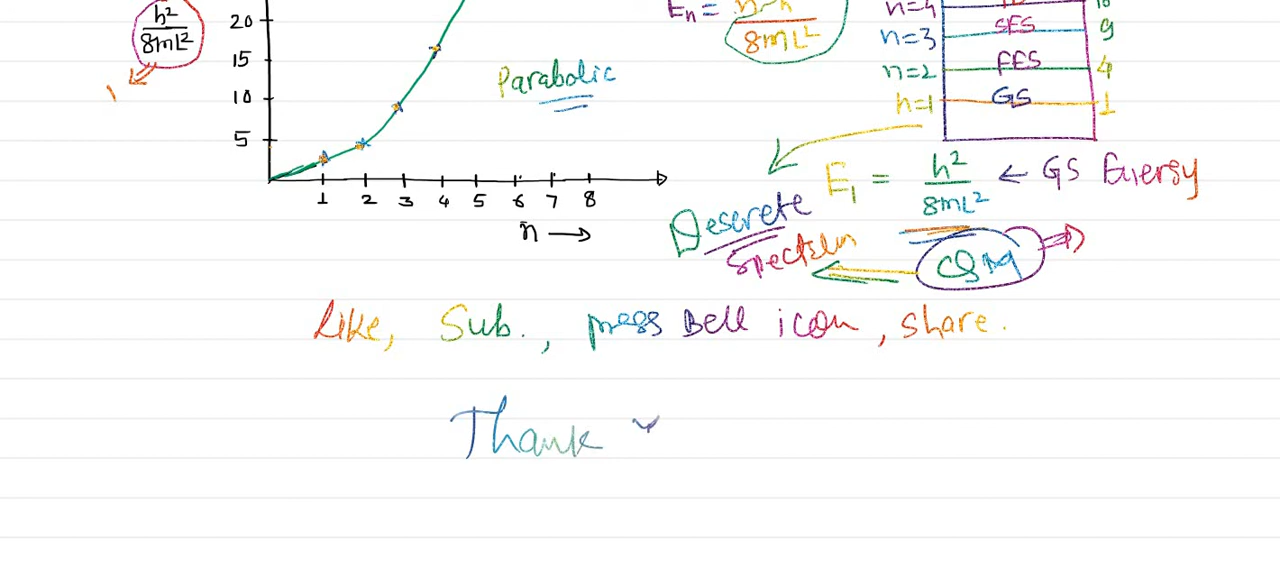 h²
8mL²
20
15
10
5
1 2 3 4 5 6 7 8
n →
Parabolic
En =
8mL²
n=4
n=3 SES 9
n=2 FES 4
n=1 GS 1
E₁ = h² ← GS Energy
8mL²
Descrete
Like, Sub., press Bell icon, share.
Thank